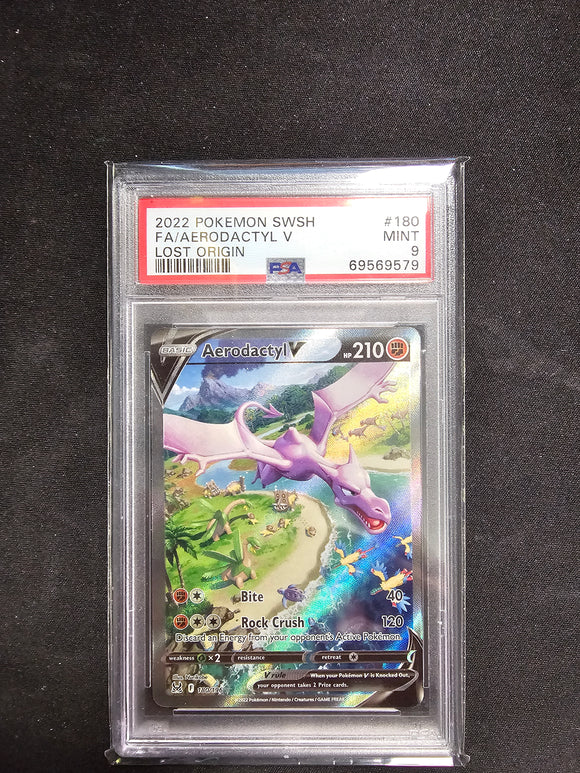 2022 POKEMON SWSH #180
FA/AERODACTYL V MINT
LOST ORIGIN 9
PSA 69569579
BASIC Aerodactyl V HP 210
Bite 40
Rock Crush 120
Discard an Energy from your opponent's Active Pokémon.
weakness ×2 resistance retreat
V rule When your Pokémon V is Knocked Out,
your opponent takes 2 Prize cards.
Illus.
©2022 Pokémon / Nintendo / Creatures / GAME FREAK